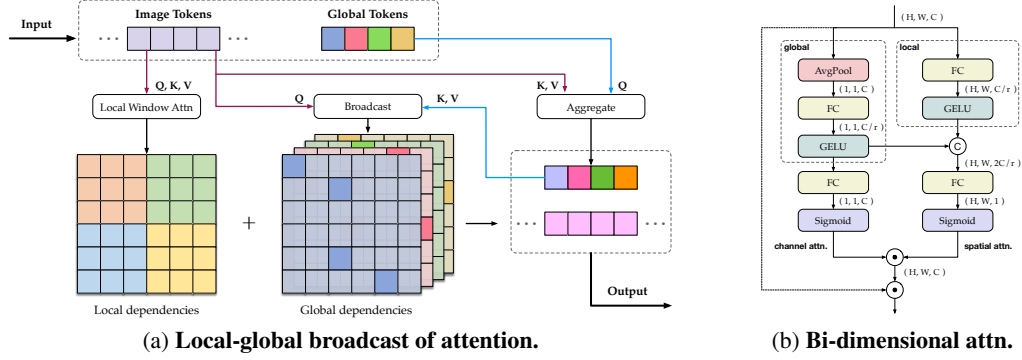 Input
Image Tokens
Global Tokens
Q, K, V
Q
K, V
K, V
Q
Local Window Attn
Broadcast
Aggregate
+
Local dependencies
Global dependencies
Output
(a) Local-global broadcast of attention.
( H, W, C )
global
local
AvgPool
FC
( 1, 1, C )
( H, W, C/r )
FC
GELU
( 1, 1, C/r )
GELU
C
( H, W, 2C/r )
FC
FC
( 1, 1, C )
( H, W, 1 )
Sigmoid
Sigmoid
channel attn.
spatial attn.
( H, W, C )
(b) Bi-dimensional attn.